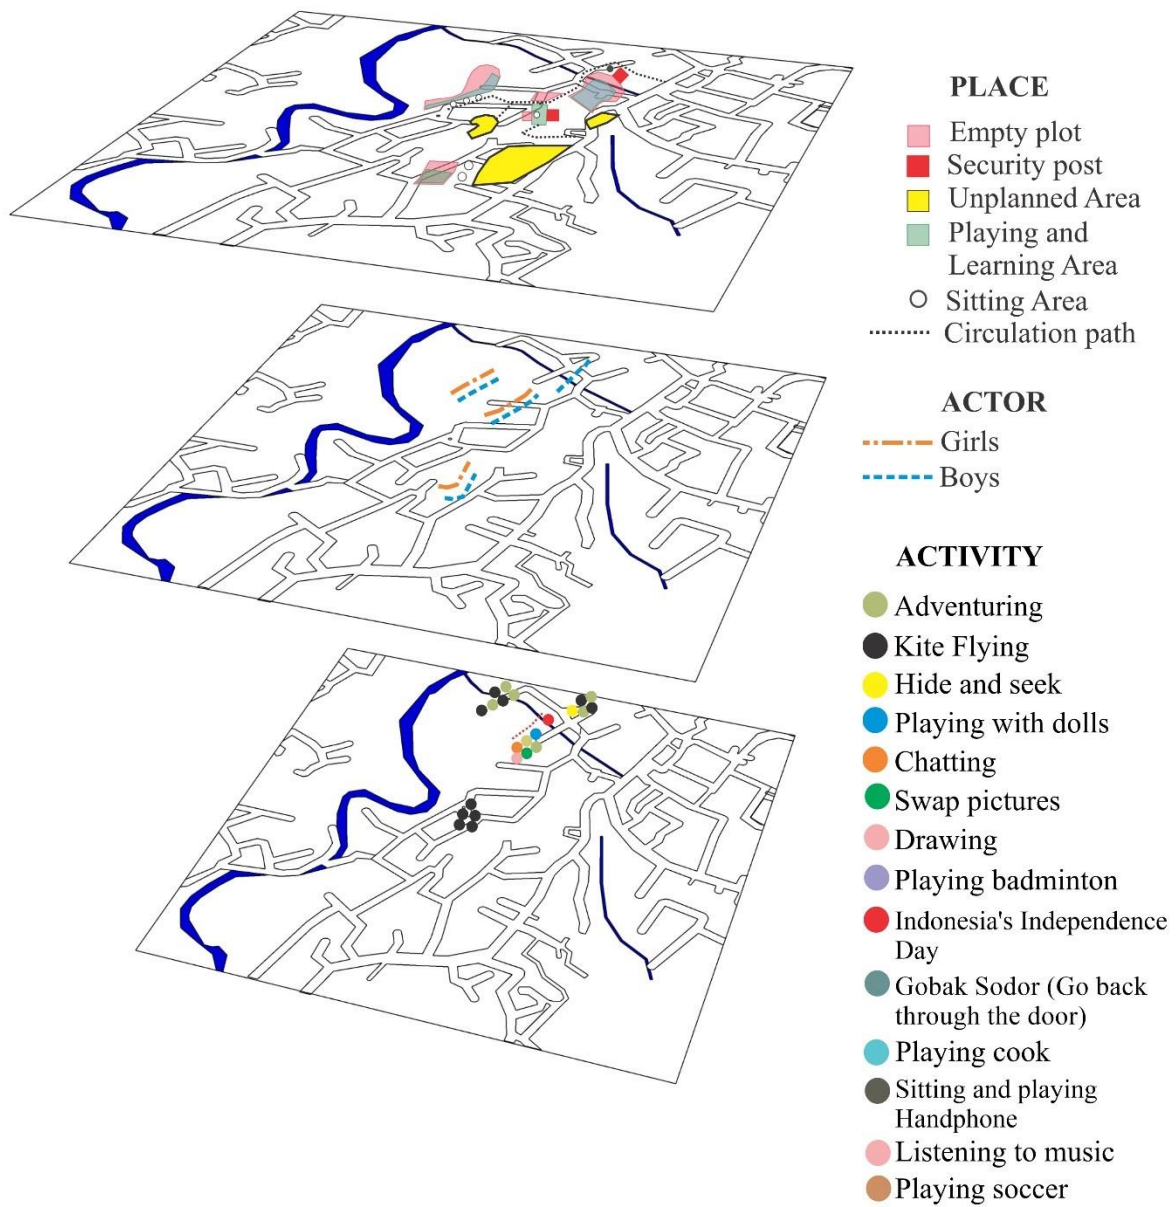 PLACE
Empty plot
Security post
Unplanned Area
Playing and
Learning Area
Sitting Area
Circulation path
ACTOR
Girls
Boys
ACTIVITY
Adventuring
Kite Flying
Hide and seek
Playing with dolls
Chatting
Swap pictures
Drawing
Playing badminton
Indonesia's Independence
Day
Gobak Sodor (Go back
through the door)
Playing cook
Sitting and playing
Handphone
Listening to music
Playing soccer